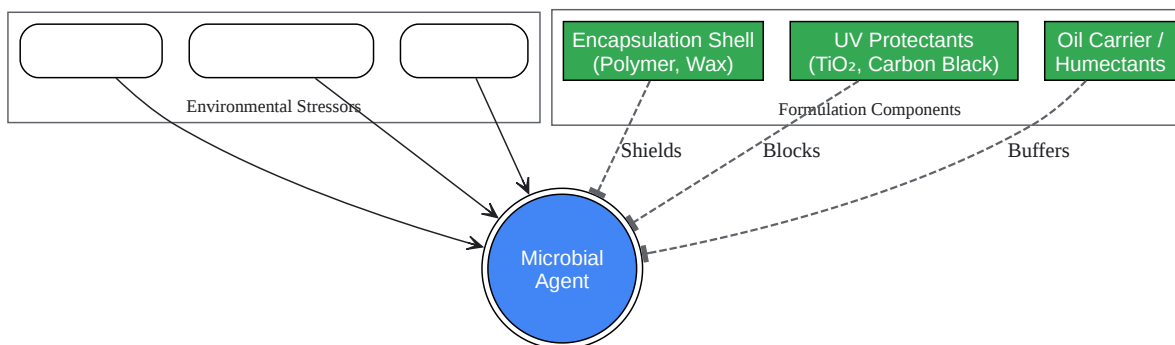 Encapsulation Shell
(Polymer, Wax)
UV Protectants
(TiO₂, Carbon Black)
Oil Carrier /
Humectants
Environmental Stressors
Formulation Components
Shields
Blocks
Buffers
Microbial
Agent